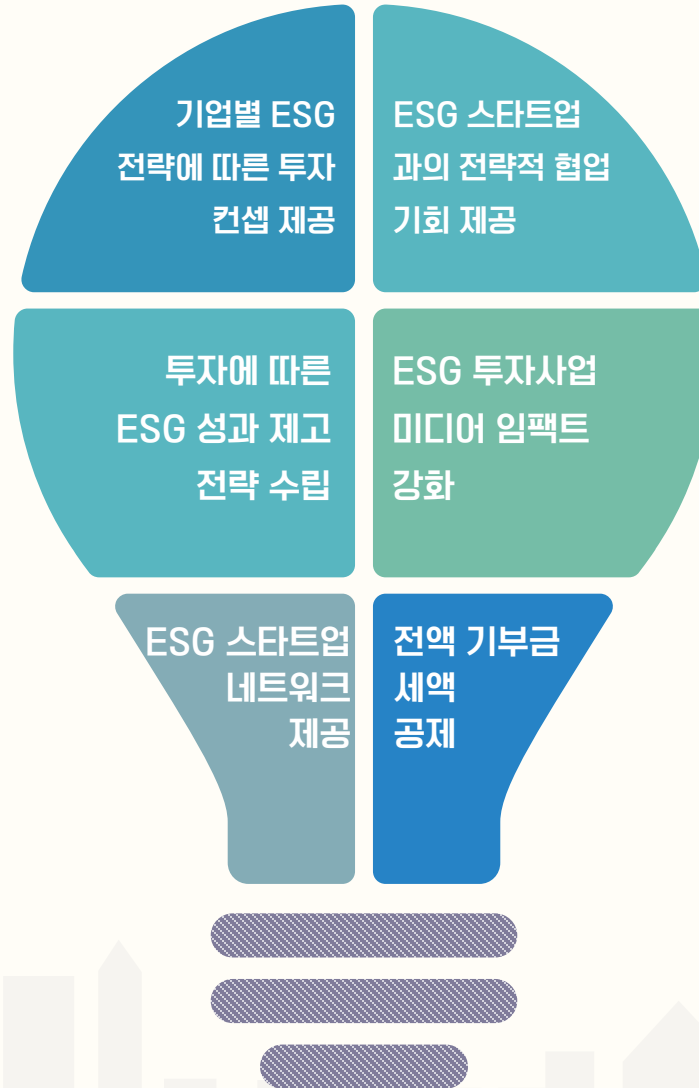 기업별 ESG
전략에 따른 투자
컨셉 제공
ESG 스타트업
과의 전략적 협업
기회 제공
투자에 따른
ESG 성과 제고
전략 수립
ESG 투자사업
미디어 임팩트
강화
ESG 스타트업
네트워크
제공
전액 기부금
세액
공제